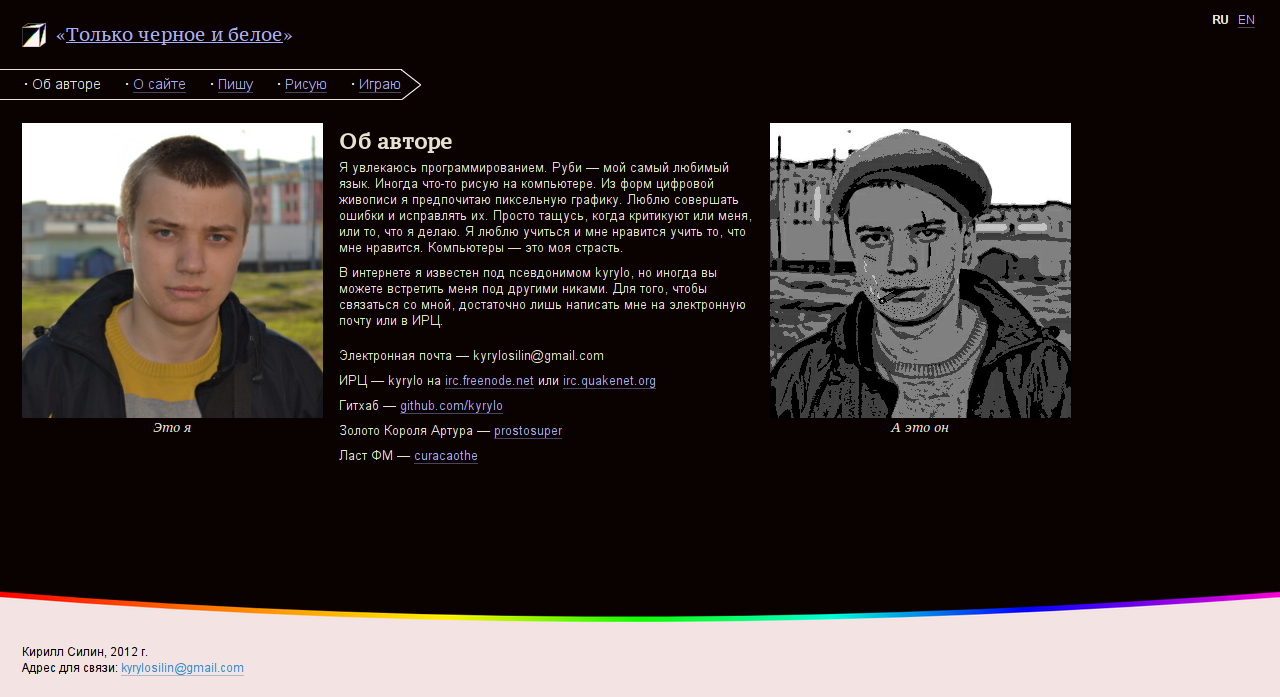 «Только черное и белое»
RU EN
· Об авторе · О сайте · Пишу · Рисую · Играю
Об авторе
Я увлекаюсь программированием. Руби — мой самый любимый
язык. Иногда что-то рисую на компьютере. Из форм цифровой
живописи я предпочитаю пиксельную графику. Люблю совершать
ошибки и исправлять их. Просто тащусь, когда критикуют или меня,
или то, что я делаю. Я люблю учиться и мне нравится учить то, что
мне нравится. Компьютеры — это моя страсть.
В интернете я известен под псевдонимом kyrylo, но иногда вы
можете встретить меня под другими никами. Для того, чтобы
связаться со мной, достаточно лишь написать мне на электронную
почту или в ИРЦ.
Электронная почта — kyrylosilin@gmail.com
ИРЦ — kyrylo на irc.freenode.net или irc.quakenet.org
Гитхаб — github.com/kyrylo
Золото Короля Артура — prostosuper
Ласт ФМ — curacaothe
Это я
А это он
Кирилл Силин, 2012 г.
Адрес для связи: kyrylosilin@gmail.com